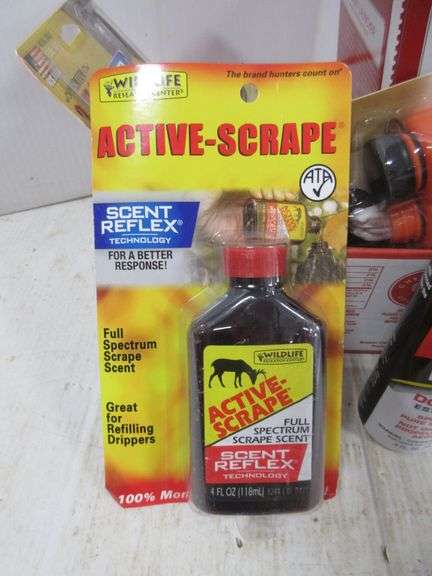 WILDLIFE
RESEARCH CENTER®
The brand hunters count on®
ACTIVE-SCRAPE®
ATA
SCENT
REFLEX®
TECHNOLOGY
FOR A BETTER
RESPONSE!
Full
Spectrum
Scrape
Scent
Great
for
Refilling
Drippers
100%
WILDLIFE
RESEARCH CENTER
ACTIVE-
SCRAPE
FULL
SPECTRUM
SCRAPE SCENT
SCENT
REFLEX
TECHNOLOGY
4 FL OZ (118mL)